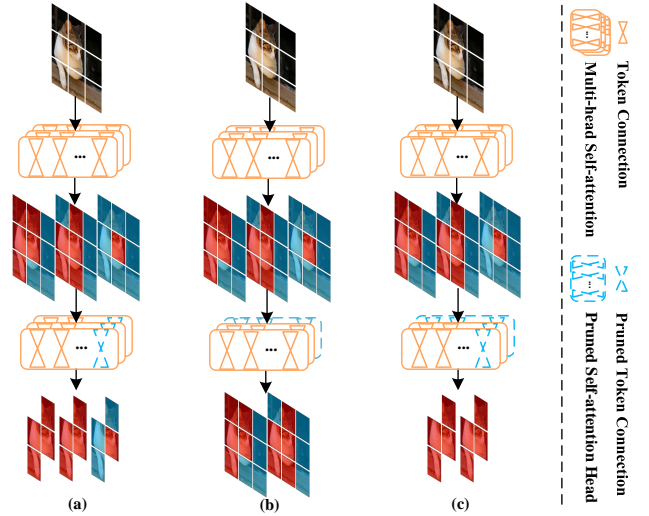 ...
...
...
...
...
...
(a)
(b)
(c)
...
Token Connection
Multi-head Self-attention
...
Pruned Token Connection
Pruned Self-attention Head